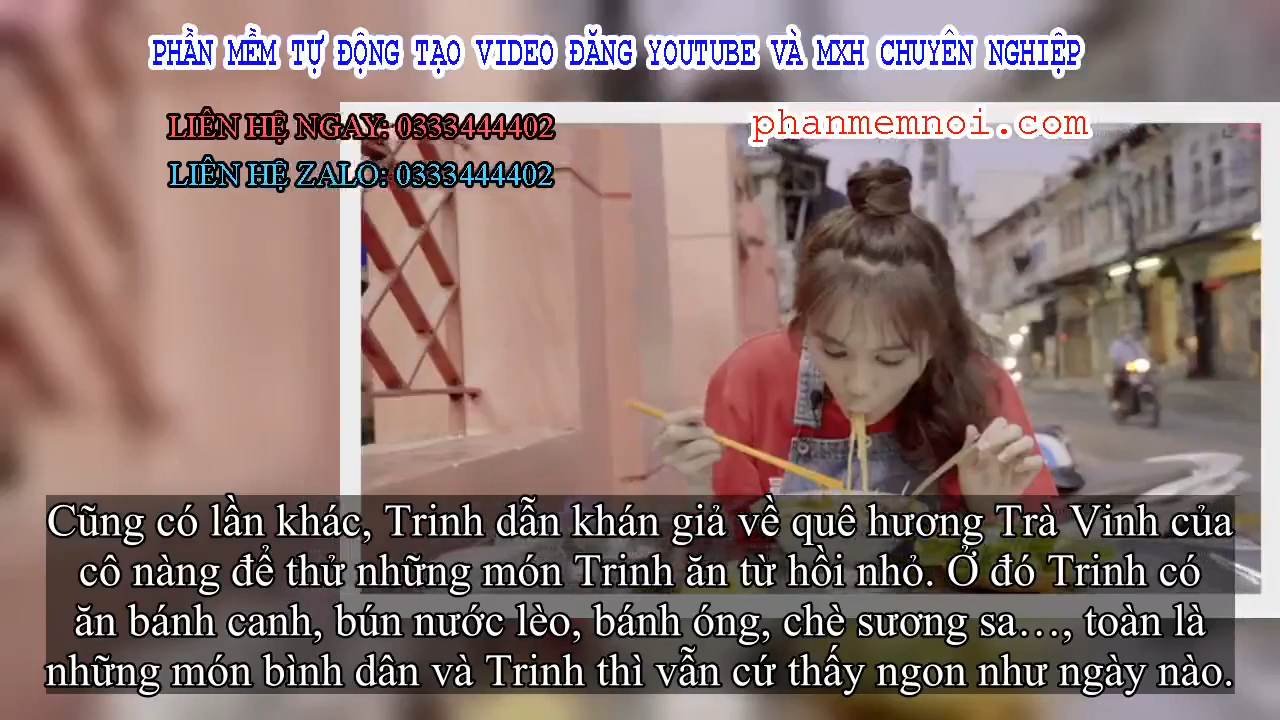 PHẦN MỀM TỰ ĐỘNG TẠO VIDEO ĐĂNG YOUTUBE VÀ MXH CHUYÊN NGHIỆP
LIÊN HỆ NGAY: 0333444402
phanmemnoi.com
LIÊN HỆ ZALO: 0333444402
Cũng có lần khác, Trinh dẫn khán giả về quê hương Trà Vinh của
cô nàng để thử những món Trinh ăn từ hồi nhỏ. Ở đó Trinh có
ăn bánh canh, bún nước lèo, bánh óng, chè sương sa…, toàn là
những món bình dân và Trinh thì vẫn cứ thấy ngon như ngày nào.